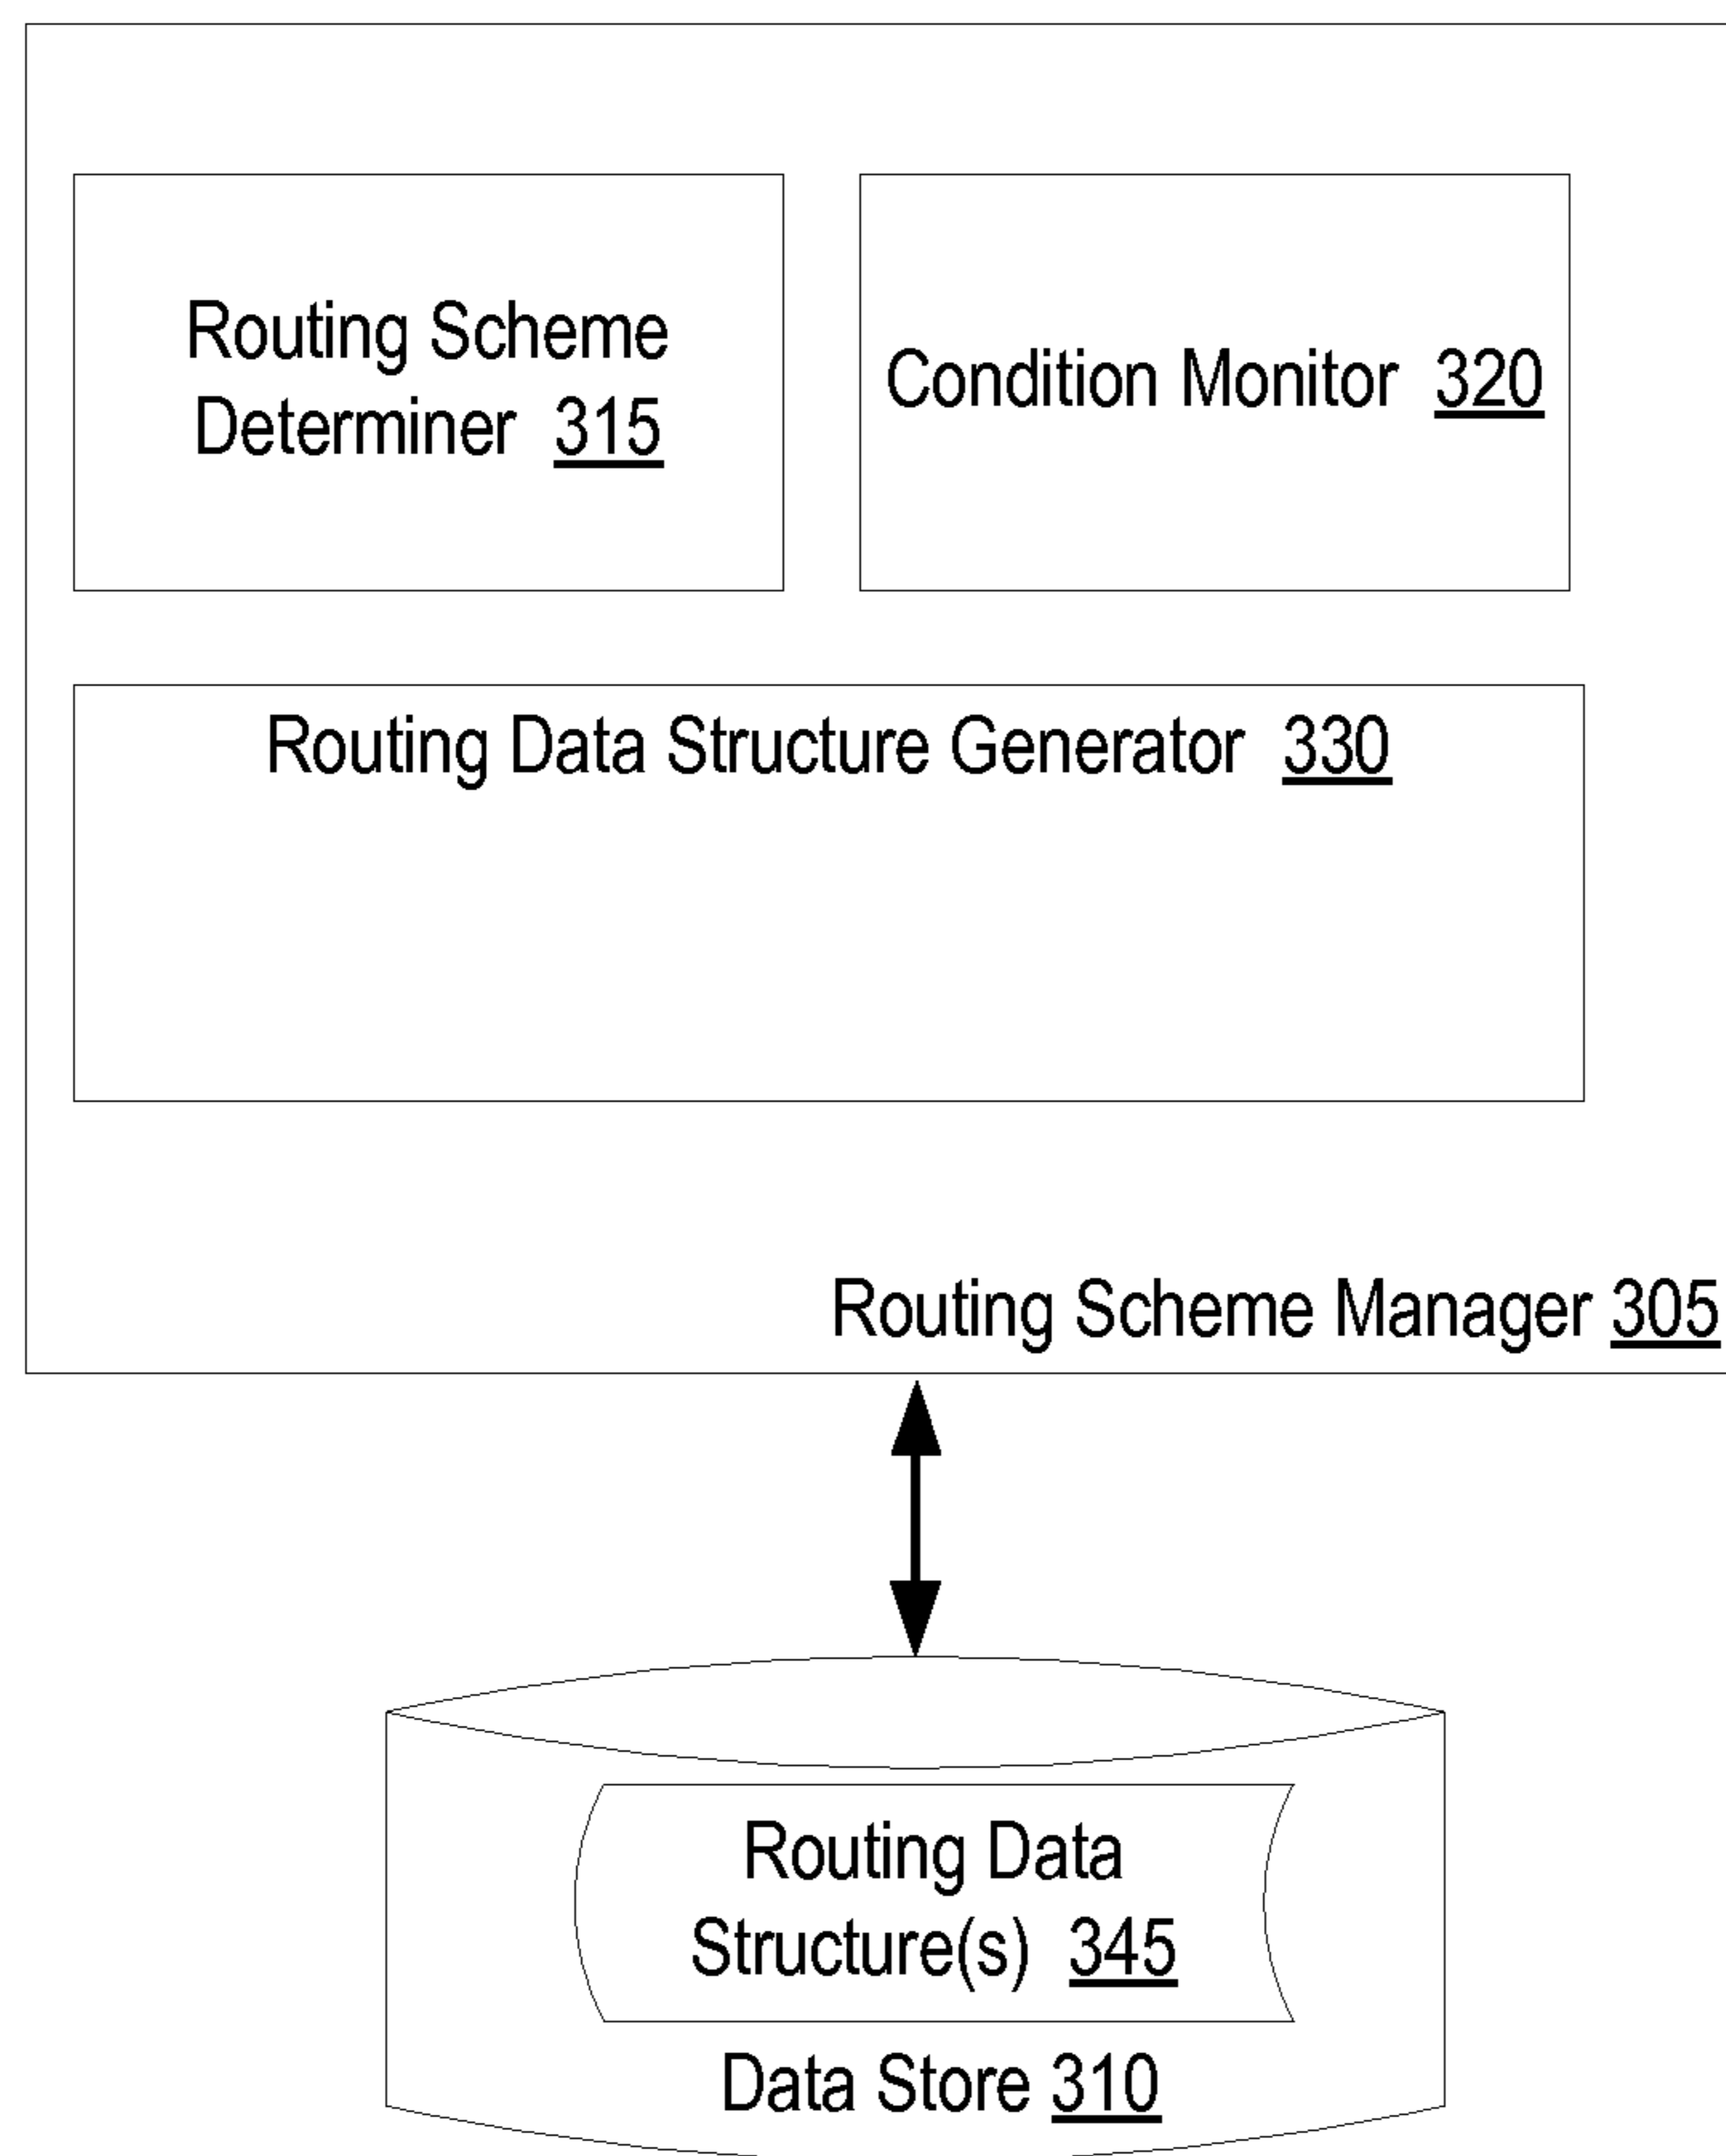 Routing Scheme
Determiner 315
Condition Monitor 320
Routing Data Structure Generator 330
Routing Scheme Manager 305
Routing Data
Structure(s) 345
Data Store 310